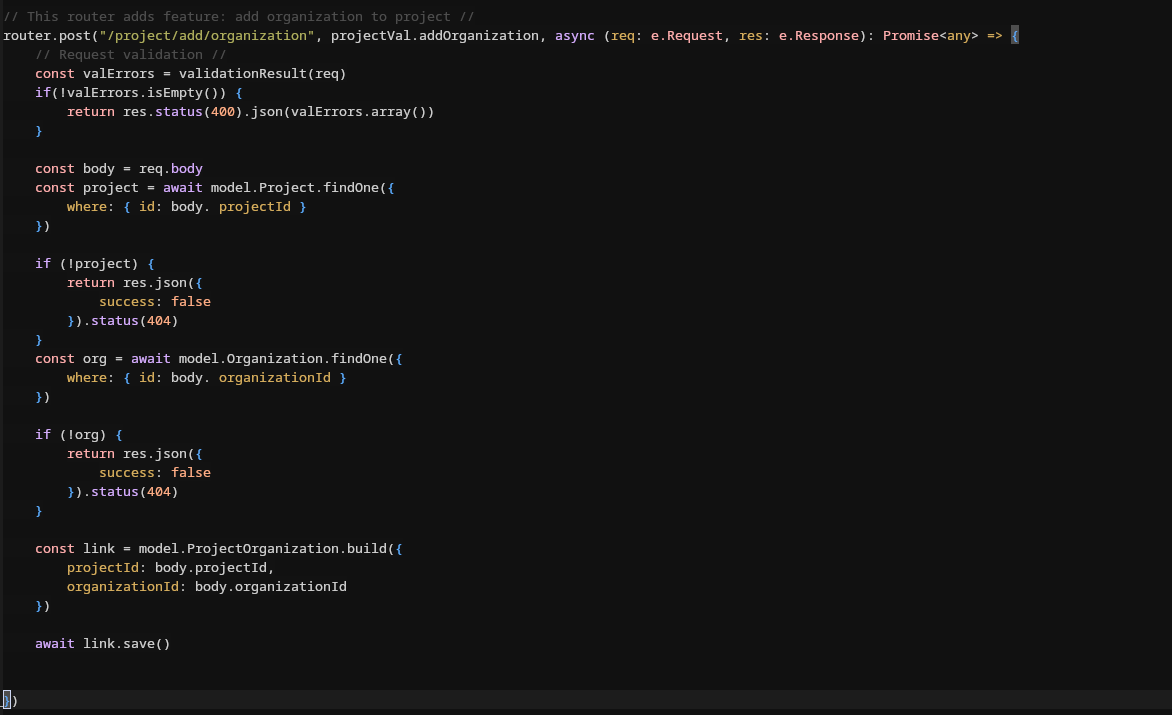 // This router adds feature: add organization to project //
router.post("/project/add/organization", projectVal.addOrganization, async (req: e.Request, res: e.Response): Promise<any> => {
    // Request validation //
    const valErrors = validationResult(req)
    if(!valErrors.isEmpty()) {
        return res.status(400).json(valErrors.array())
    }

    const body = req.body
    const project = await model.Project.findOne({
        where: { id: body. projectId }
    })

    if (!project) {
        return res.json({
            success: false
        }).status(404)
    }
    const org = await model.Organization.findOne({
        where: { id: body. organizationId }
    })

    if (!org) {
        return res.json({
            success: false
        }).status(404)
    }

    const link = model.ProjectOrganization.build({
        projectId: body.projectId,
        organizationId: body.organizationId
    })

    await link.save()


})